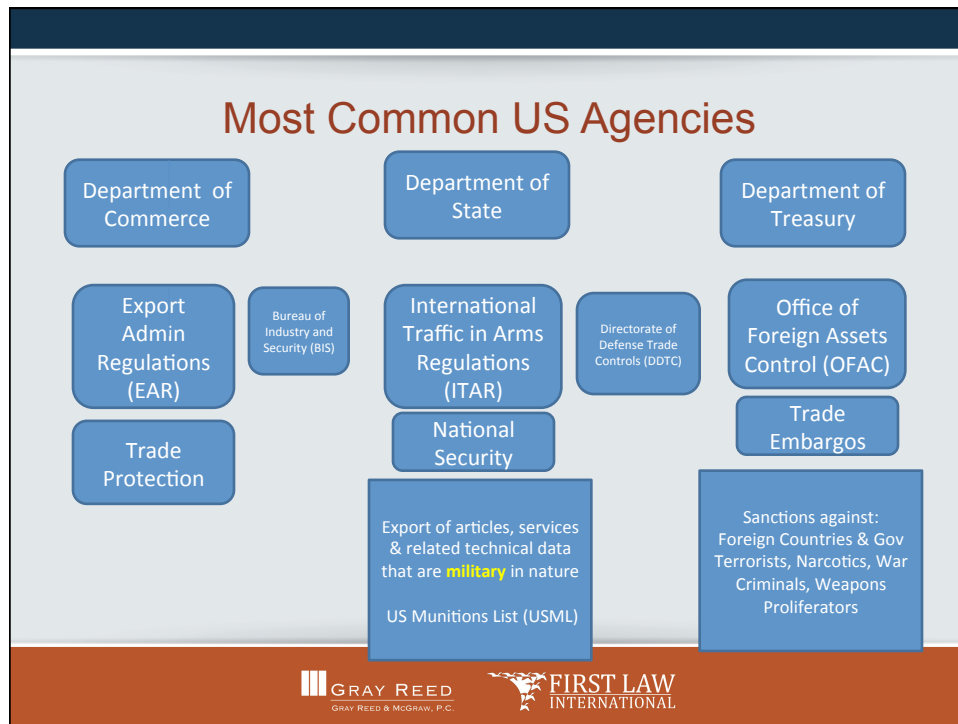 Most Common US Agencies
Department of
Commerce
Department of
State
Department of
Treasury
Export
Admin
Regulations
(EAR)
Bureau of
Industry and
Security (BIS)
International
Traffic in Arms
Regulations
(ITAR)
Directorate of
Defense Trade
Controls (DDTC)
Office of
Foreign Assets
Control (OFAC)
Trade
Protection
National
Security
Trade
Embargos
Export of articles, services
& related technical data
that are military in nature
US Munitions List (USML)
Sanctions against:
Foreign Countries & Gov
Terrorists, Narcotics, War
Criminals, Weapons
Proliferators
GRAY REED
GRAY REED & MCGRAW, P.C.
FIRST LAW
INTERNATIONAL